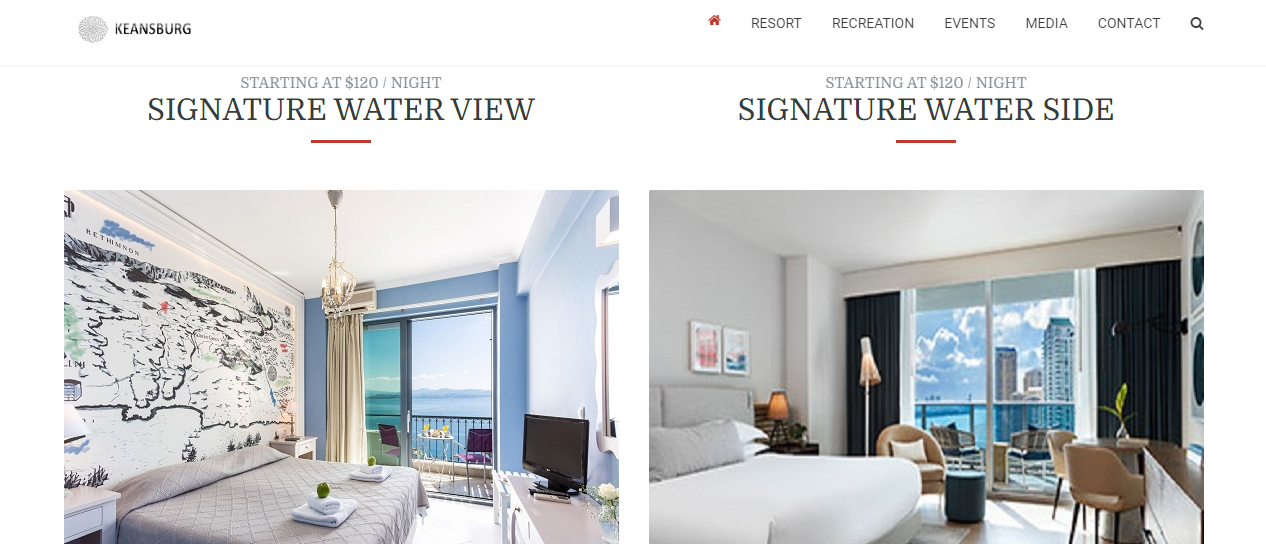 KEANSBURG
RESORT RECREATION EVENTS MEDIA CONTACT
STARTING AT $120 / NIGHT
SIGNATURE WATER VIEW
STARTING AT $120 / NIGHT
SIGNATURE WATER SIDE
RETHIMNON